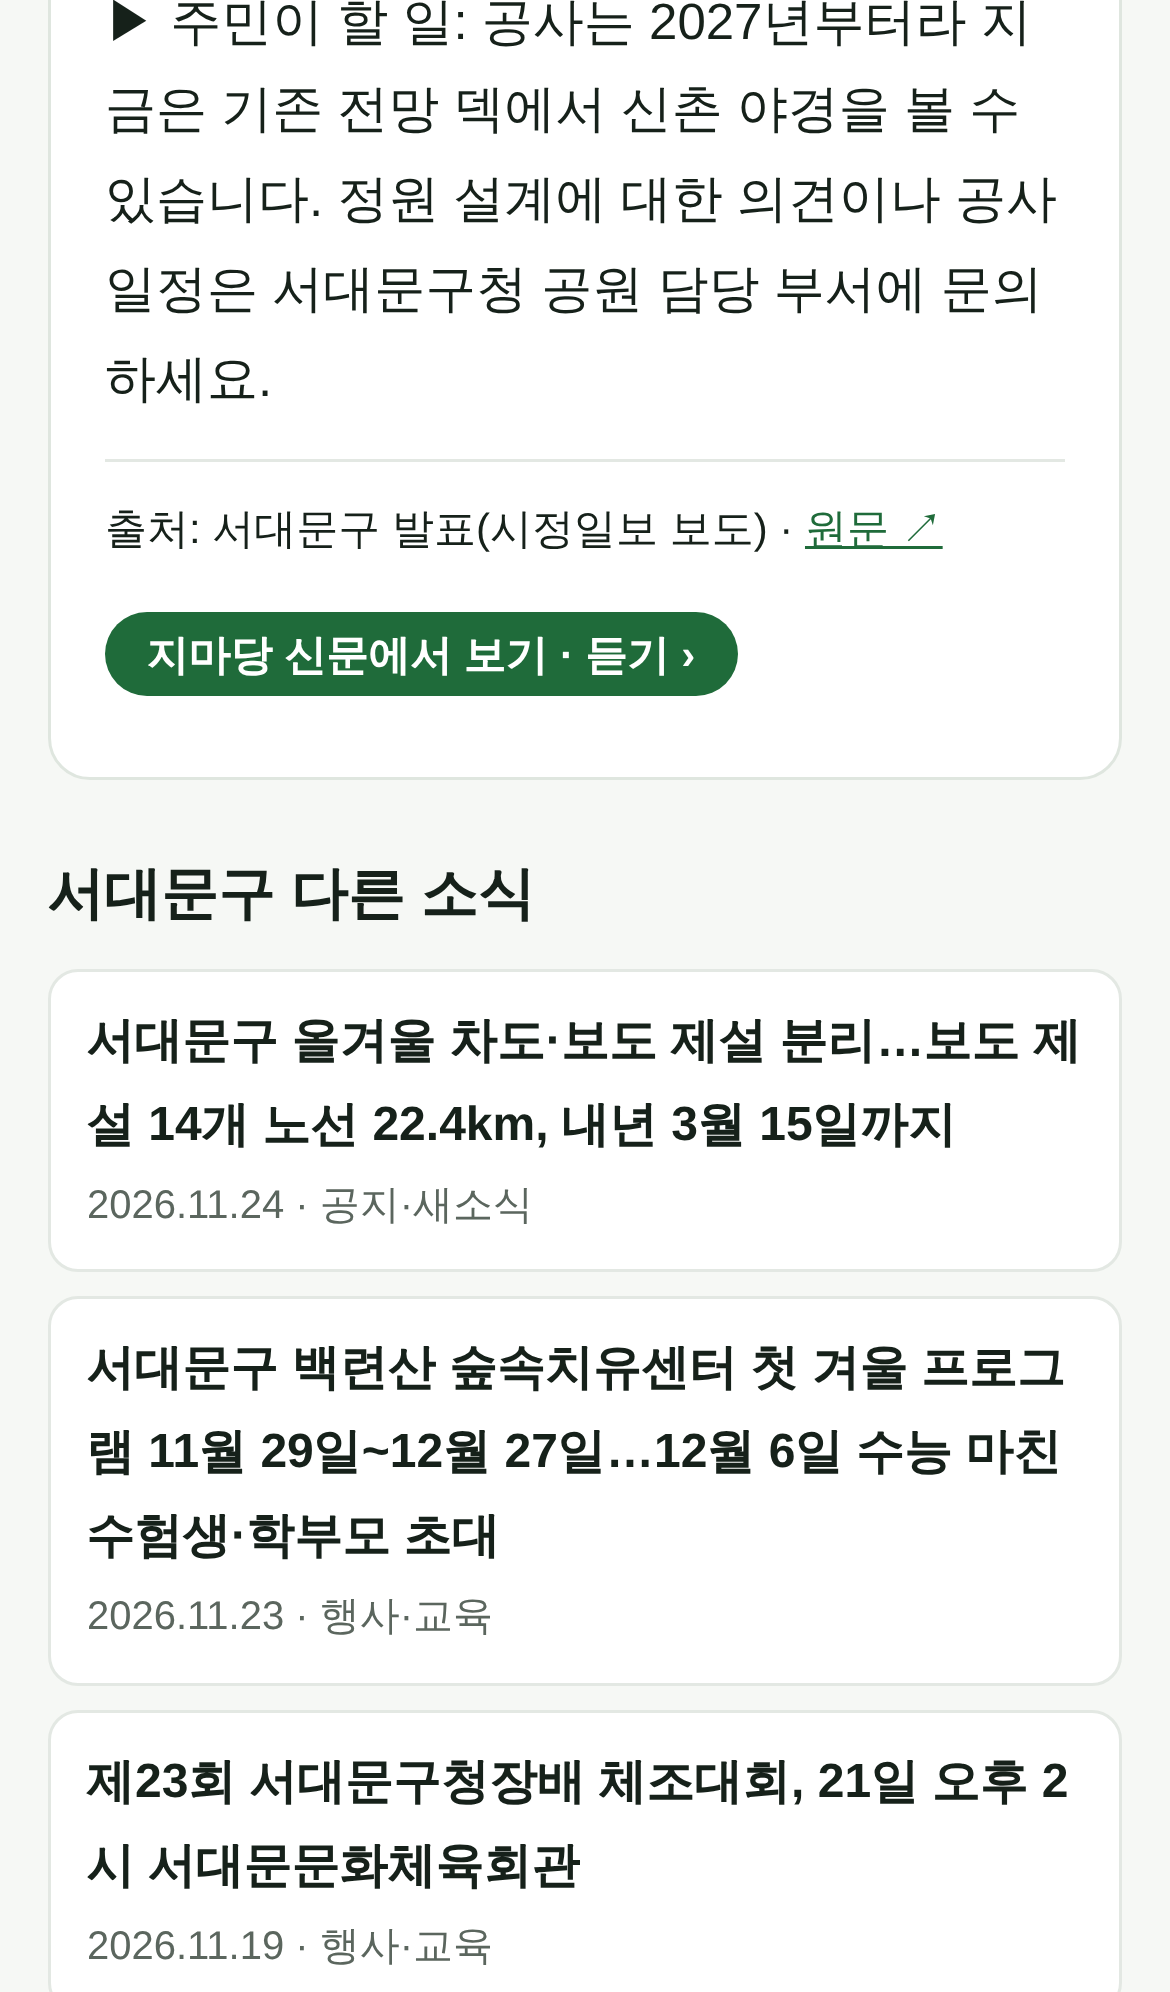 ▶ 주민이 할 일: 공사는 2027년부터라 지
금은 기존 전망 덱에서 신촌 야경을 볼 수
있습니다. 정원 설계에 대한 의견이나 공사
일정은 서대문구청 공원 담당 부서에 문의
하세요.
출처: 서대문구 발표(시정일보 보도) · 원문 ↗
지마당 신문에서 보기 · 듣기 ›
서대문구 다른 소식
서대문구 올겨울 차도·보도 제설 분리…보도 제
설 14개 노선 22.4km, 내년 3월 15일까지
2026.11.24 · 공지·새소식
서대문구 백련산 숲속치유센터 첫 겨울 프로그
램 11월 29일~12월 27일…12월 6일 수능 마친
수험생·학부모 초대
2026.11.23 · 행사·교육
제23회 서대문구청장배 체조대회, 21일 오후 2
시 서대문문화체육회관
2026.11.19 · 행사·교육